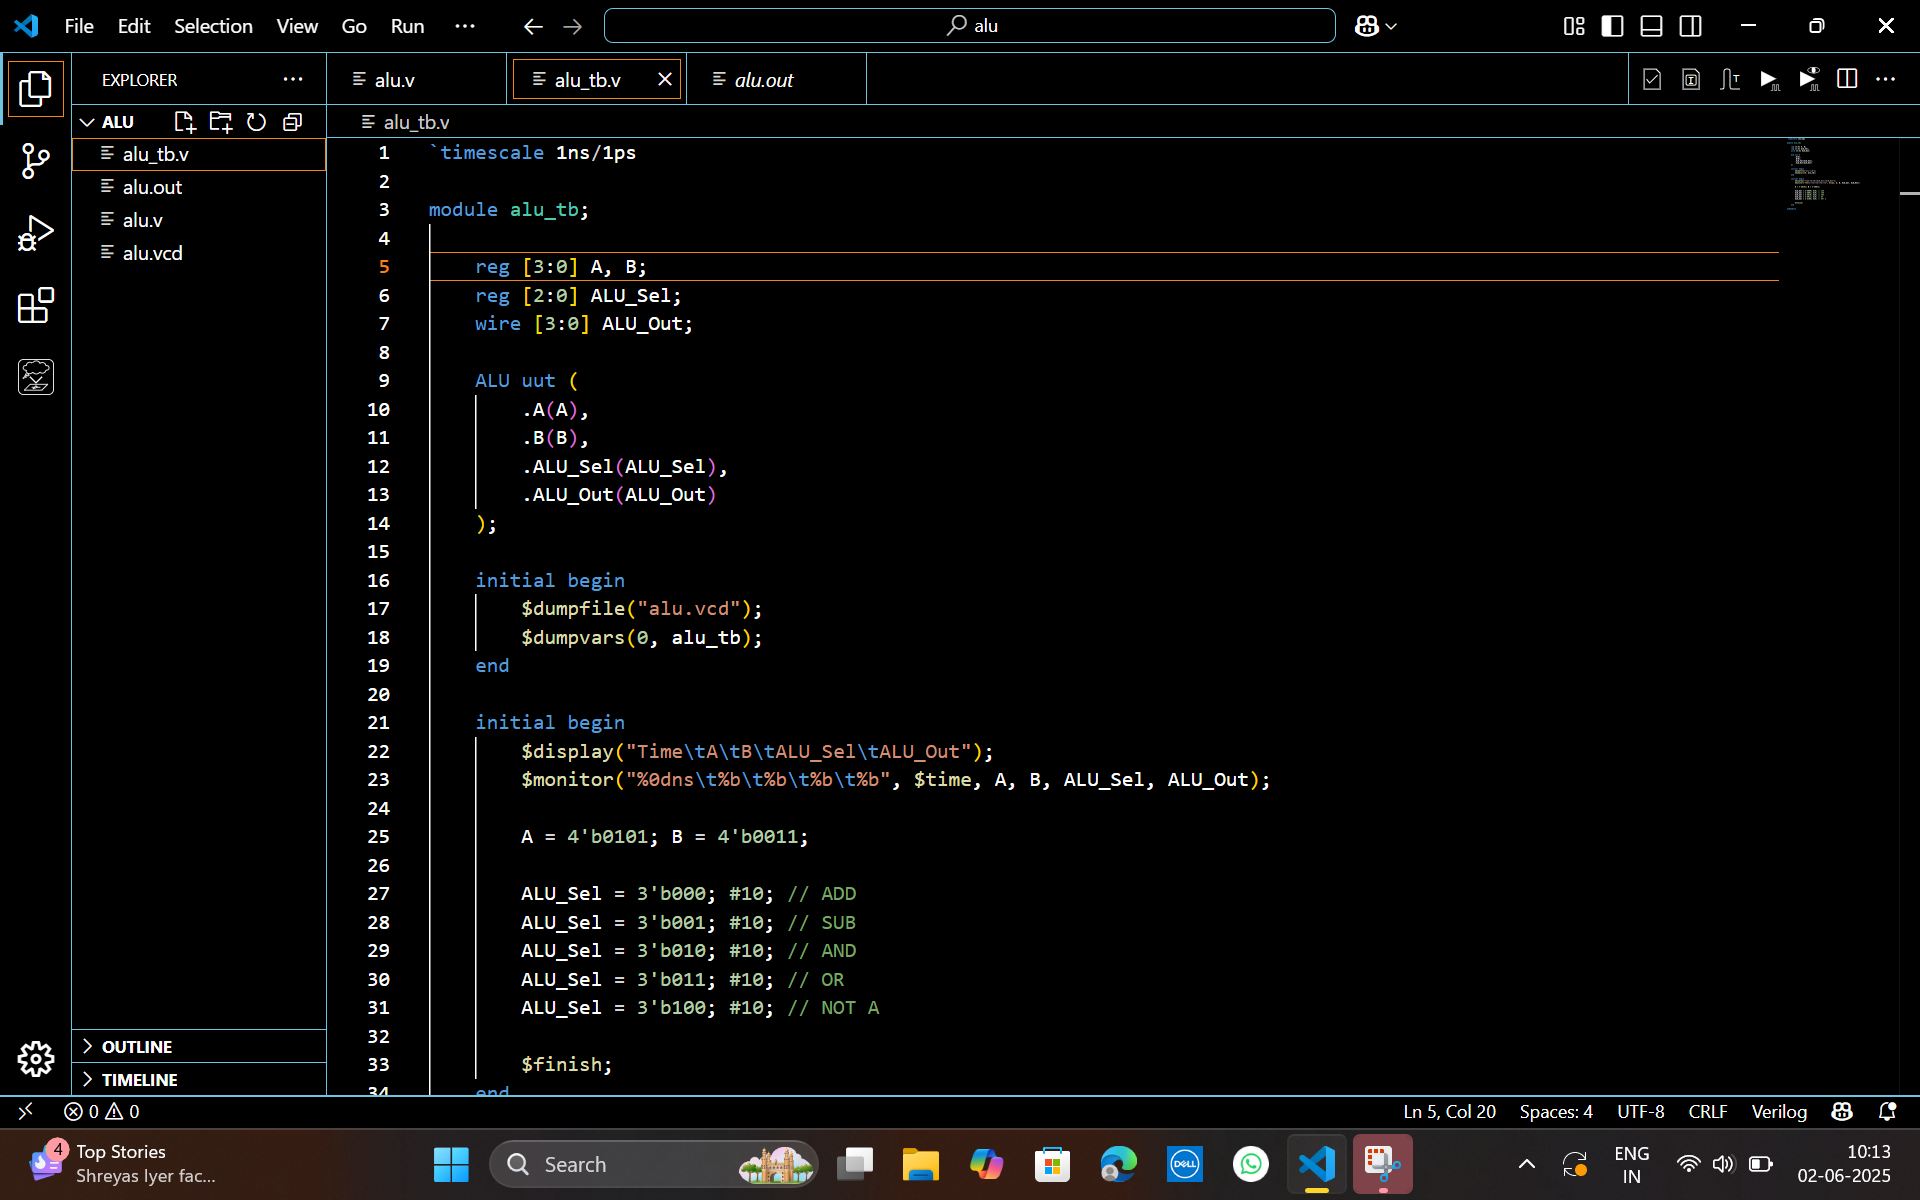 File Edit Selection View Go Run ···
alu
EXPLORER ···
alu.v
alu_tb.v
alu.out
ALU
alu_tb.v
alu_tb.v
alu.out
alu.v
alu.vcd
1 `timescale 1ns/1ps
2
3 module alu_tb;
4
5     reg [3:0] A, B;
6     reg [2:0] ALU_Sel;
7     wire [3:0] ALU_Out;
8
9     ALU uut (
10         .A(A),
11         .B(B),
12         .ALU_Sel(ALU_Sel),
13         .ALU_Out(ALU_Out)
14     );
15
16     initial begin
17         $dumpfile("alu.vcd");
18         $dumpvars(0, alu_tb);
19     end
20
21     initial begin
22         $display("Time\tA\tB\tALU_Sel\tALU_Out");
23         $monitor("%0dns\t%b\t%b\t%b\t%b", $time, A, B, ALU_Sel, ALU_Out);
24
25         A = 4'b0101; B = 4'b0011;
26
27         ALU_Sel = 3'b000; #10; // ADD
28         ALU_Sel = 3'b001; #10; // SUB
29         ALU_Sel = 3'b010; #10; // AND
30         ALU_Sel = 3'b011; #10; // OR
31         ALU_Sel = 3'b100; #10; // NOT A
32
33         $finish;
34     end
OUTLINE
TIMELINE
0 0
Ln 5, Col 20 Spaces: 4 UTF-8 CRLF Verilog
4
Top Stories
Shreyas Iyer fac...
Search
DELL
ENG
IN
10:13
02-06-2025